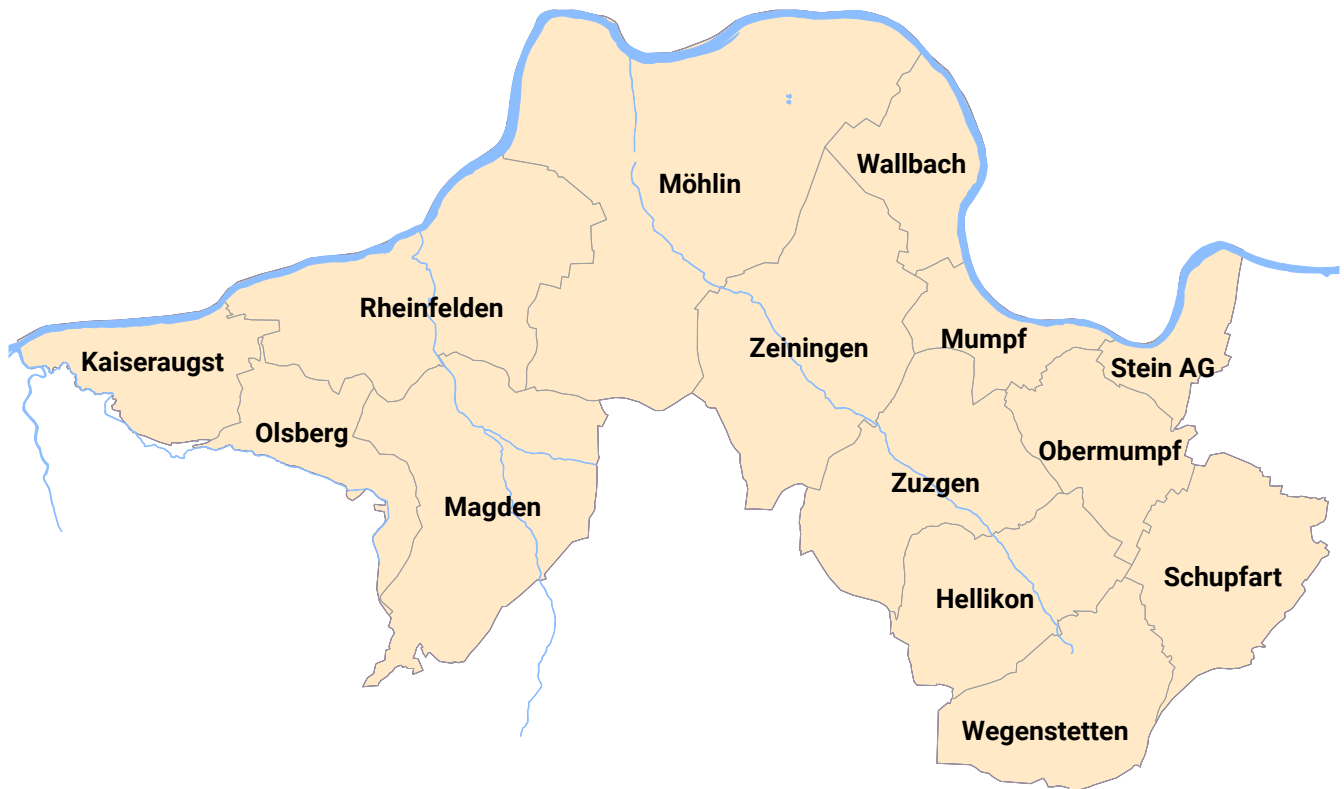 Wallbach
Möhlin
Rheinfelden
Mumpf
Zeiningen
Kaiseraugst
Stein AG
Olsberg
Obermumpf
Zuzgen
Magden
Schupfart
Hellikon
Wegenstetten